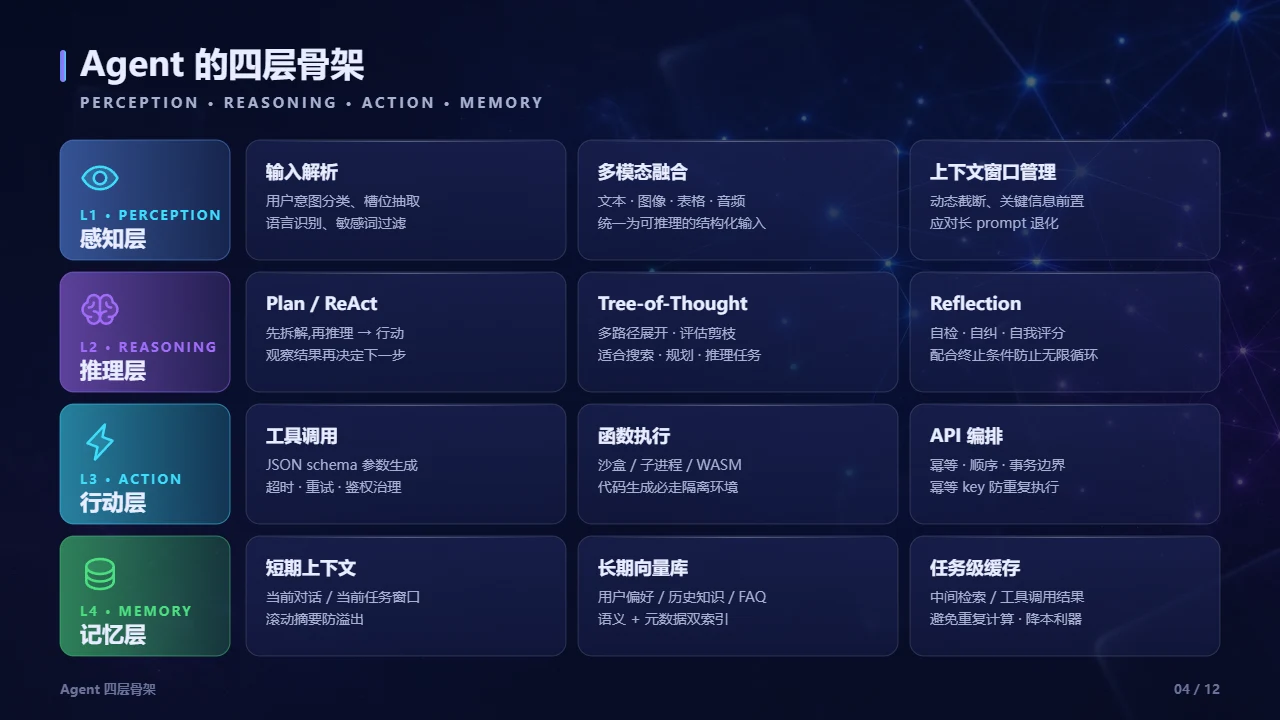 Agent 的四层骨架
PERCEPTION • REASONING • ACTION • MEMORY
L1 • PERCEPTION
感知层
输入解析
用户意图分类、槽位抽取
语言识别、敏感词过滤
多模态融合
文本 · 图像 · 表格 · 音频
统一为可推理的结构化输入
上下文窗口管理
动态截断、关键信息前置
应对长 prompt 退化
L2 • REASONING
推理层
Plan / ReAct
先拆解,再推理 → 行动
观察结果再决定下一步
Tree-of-Thought
多路径展开 · 评估剪枝
适合搜索 · 规划 · 推理任务
Reflection
自检 · 自纠 · 自我评分
配合终止条件防止无限循环
L3 • ACTION
行动层
工具调用
JSON schema 参数生成
超时 · 重试 · 鉴权治理
函数执行
沙盒 / 子进程 / WASM
代码生成必走隔离环境
API 编排
幂等 · 顺序 · 事务边界
幂等 key 防重复执行
L4 • MEMORY
记忆层
短期上下文
当前对话 / 当前任务窗口
滚动摘要防溢出
长期向量库
用户偏好 / 历史知识 / FAQ
语义 + 元数据双索引
任务级缓存
中间检索 / 工具调用结果
避免重复计算 · 降本利器
Agent 四层骨架
04 / 12